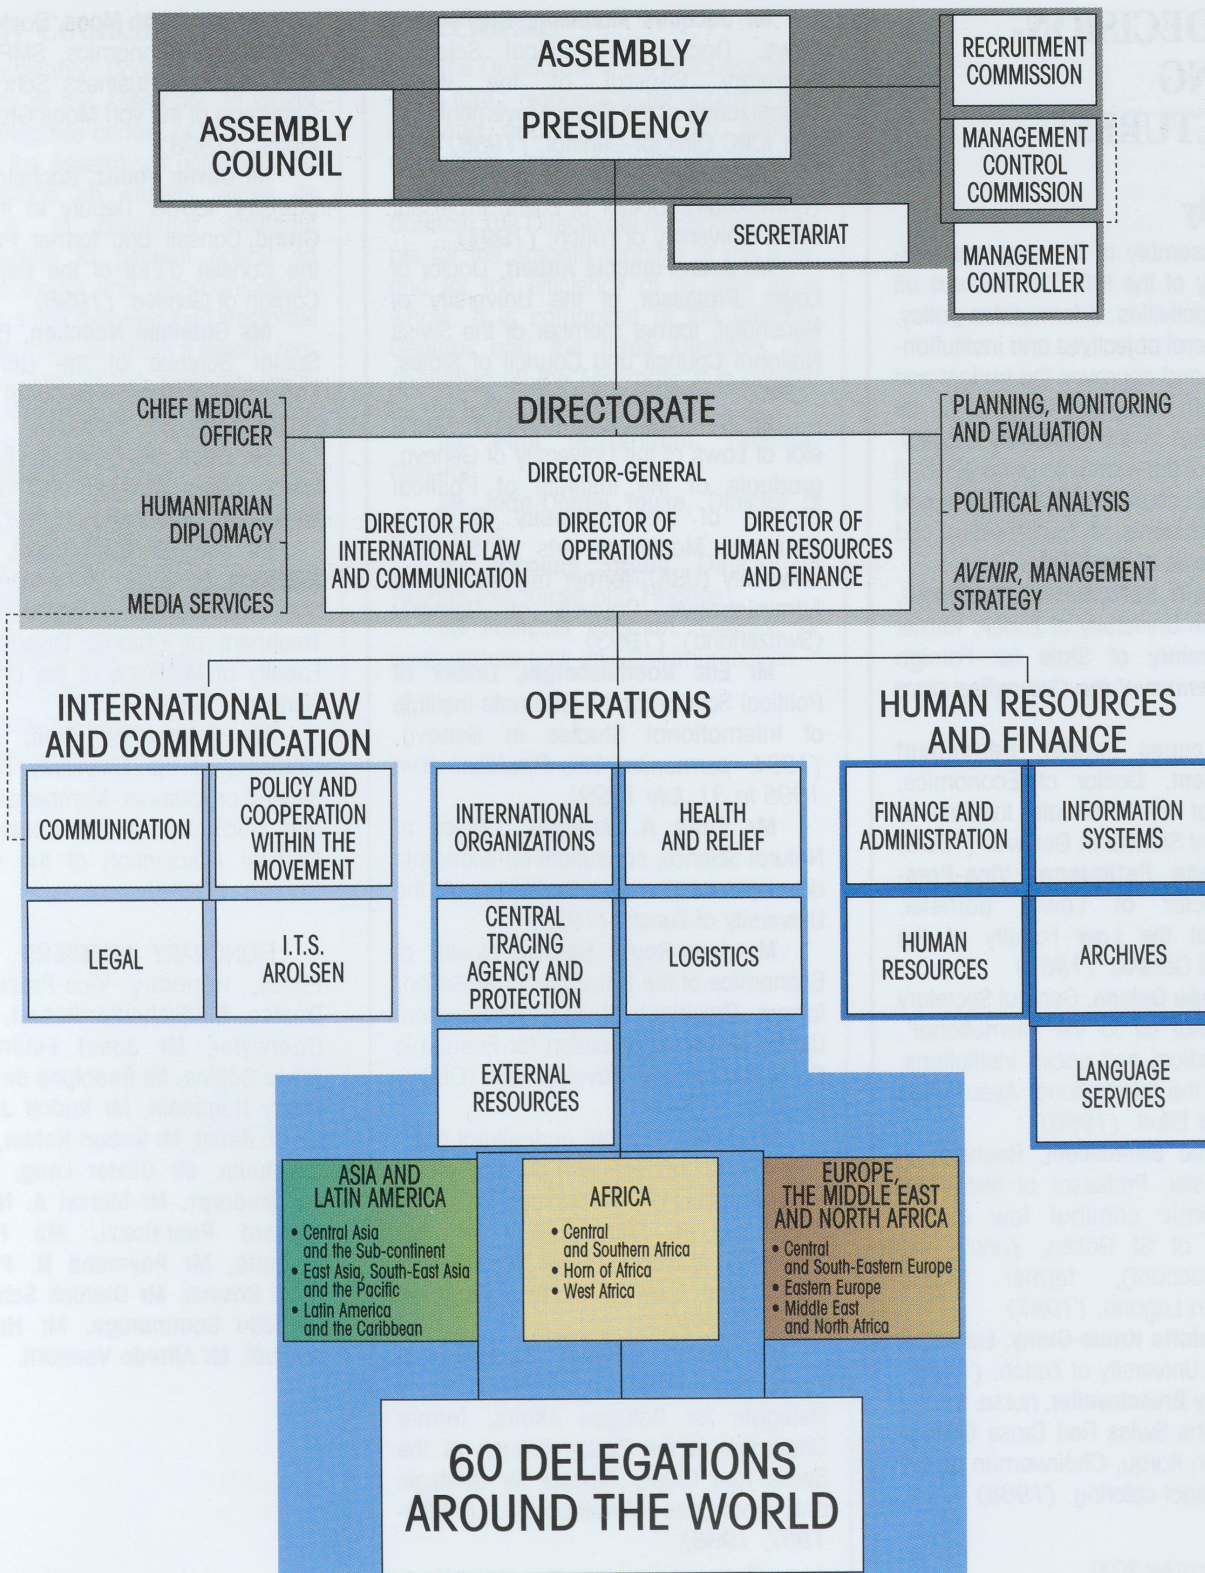 ASSEMBLY
PRESIDENCY
ASSEMBLY
COUNCIL
SECRETARIAT
RECRUITMENT
COMMISSION
MANAGEMENT
CONTROL
COMMISSION
MANAGEMENT
CONTROLLER
DIRECTORATE
CHIEF MEDICAL
OFFICER
HUMANITARIAN
DIPLOMACY
MEDIA SERVICES
DIRECTOR-GENERAL
DIRECTOR FOR
INTERNATIONAL LAW
AND COMMUNICATION
DIRECTOR OF
OPERATIONS
DIRECTOR OF
HUMAN RESOURCES
AND FINANCE
PLANNING, MONITORING
AND EVALUATION
POLITICAL ANALYSIS
AVENIR, MANAGEMENT
STRATEGY
INTERNATIONAL LAW
AND COMMUNICATION
COMMUNICATION
POLICY AND
COOPERATION
WITHIN THE
MOVEMENT
LEGAL
I.T.S.
AROLSEN
OPERATIONS
INTERNATIONAL
ORGANIZATIONS
HEALTH
AND RELIEF
CENTRAL
TRACING
AGENCY AND
PROTECTION
LOGISTICS
EXTERNAL
RESOURCES
HUMAN RESOURCES
AND FINANCE
FINANCE AND
ADMINISTRATION
INFORMATION
SYSTEMS
HUMAN
RESOURCES
ARCHIVES
LANGUAGE
SERVICES
ASIA AND
LATIN AMERICA
• Central Asia
and the Sub-continent
• East Asia, South-East Asia
and the Pacific
• Latin America
and the Caribbean
AFRICA
• Central
and Southern Africa
• Horn of Africa
• West Africa
EUROPE,
THE MIDDLE EAST
AND NORTH AFRICA
• Central
and South-Eastern Europe
• Eastern Europe
• Middle East
and North Africa
60 DELEGATIONS
AROUND THE WORLD